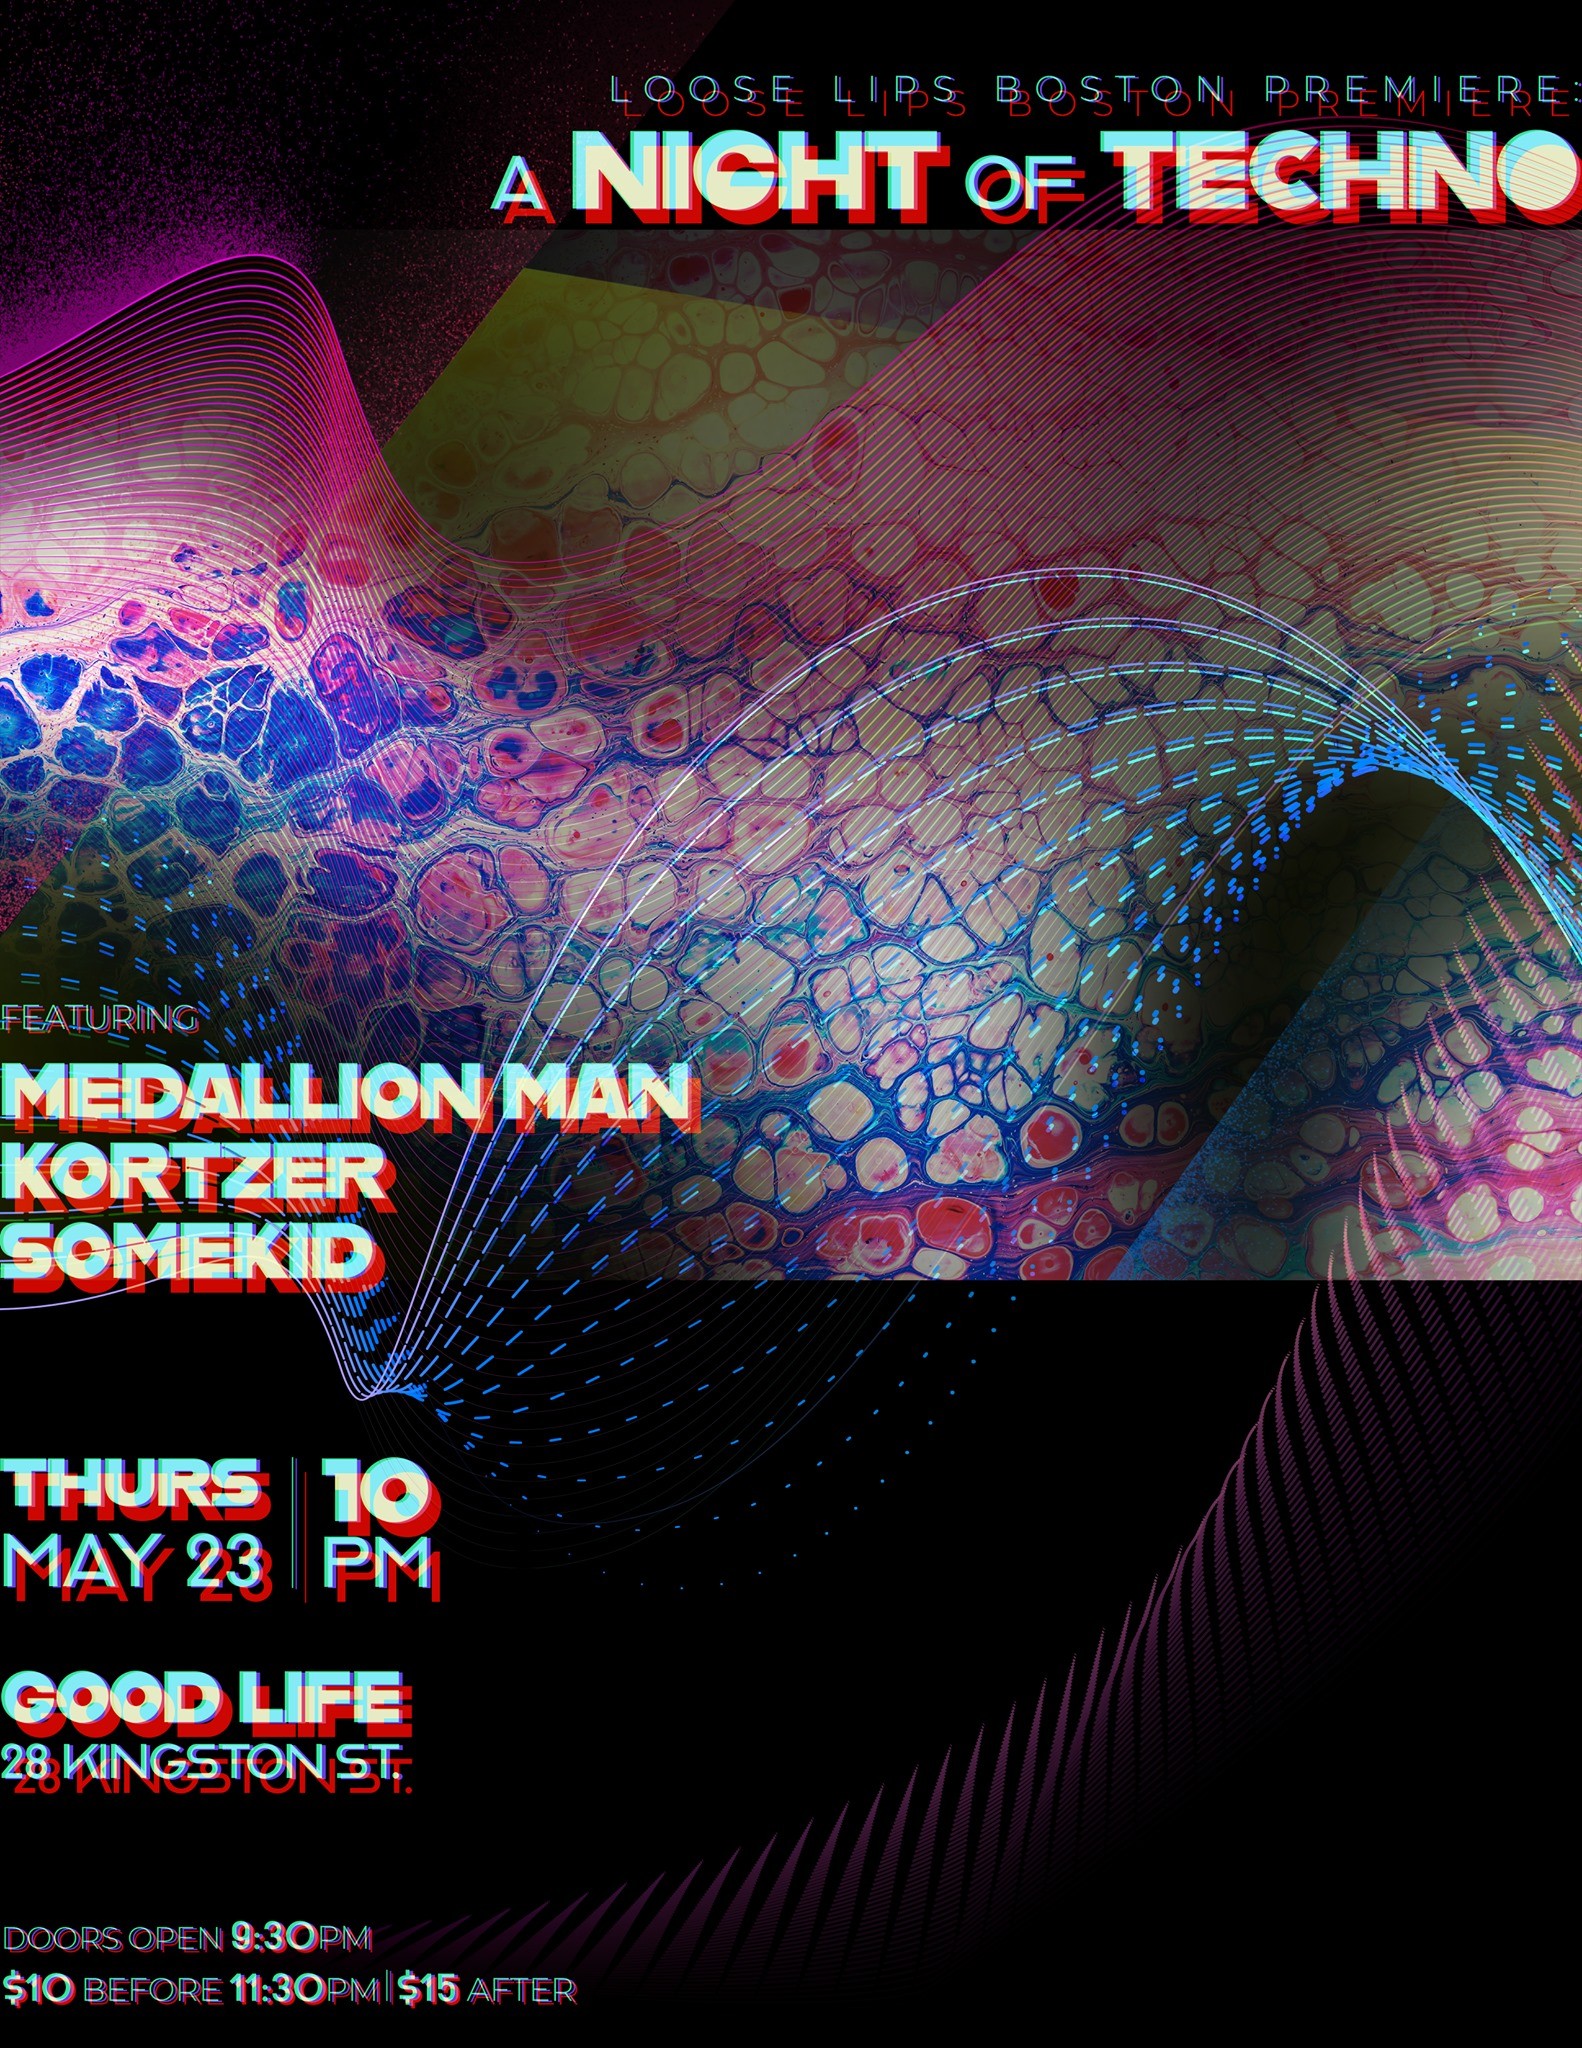 LOOSE LIPS BOSTON PREMIERE:
A NIGHT OF TECHNO
FEATURING
MEDALLION MAN
KORTZER
SOMEKID
THURS | 10
MAY 23 | PM
GOOD LIFE
28 KINGSTON ST.
DOORS OPEN 9:30PM
$10 BEFORE 11:30PM | $15 AFTER